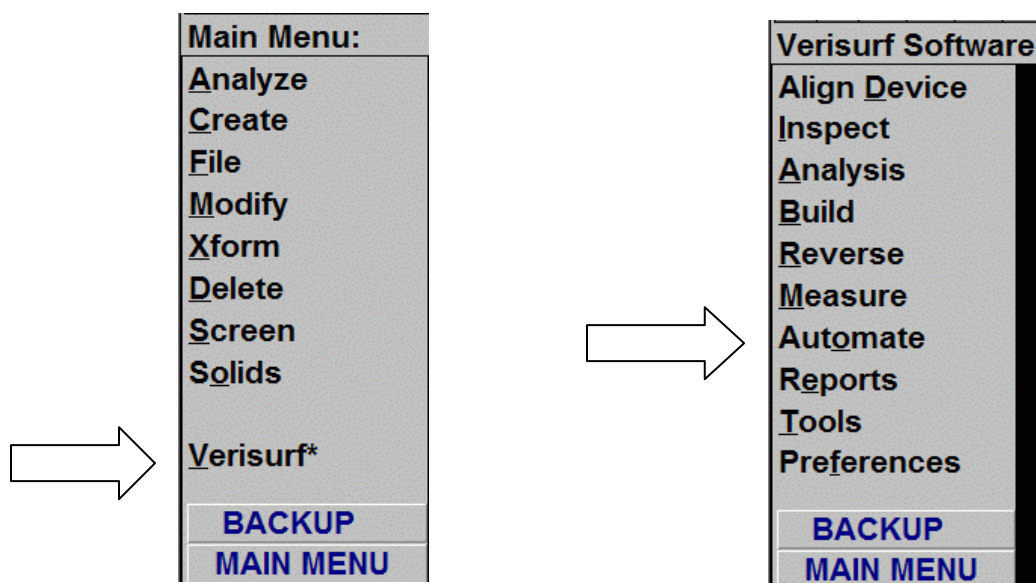 Main Menu:
Analyze
Create
File
Modify
Xform
Delete
Screen
Solids
Verisurf*
BACKUP
MAIN MENU
Verisurf Software
Align Device
Inspect
Analysis
Build
Reverse
Measure
Automate
Reports
Tools
Preferences
BACKUP
MAIN MENU